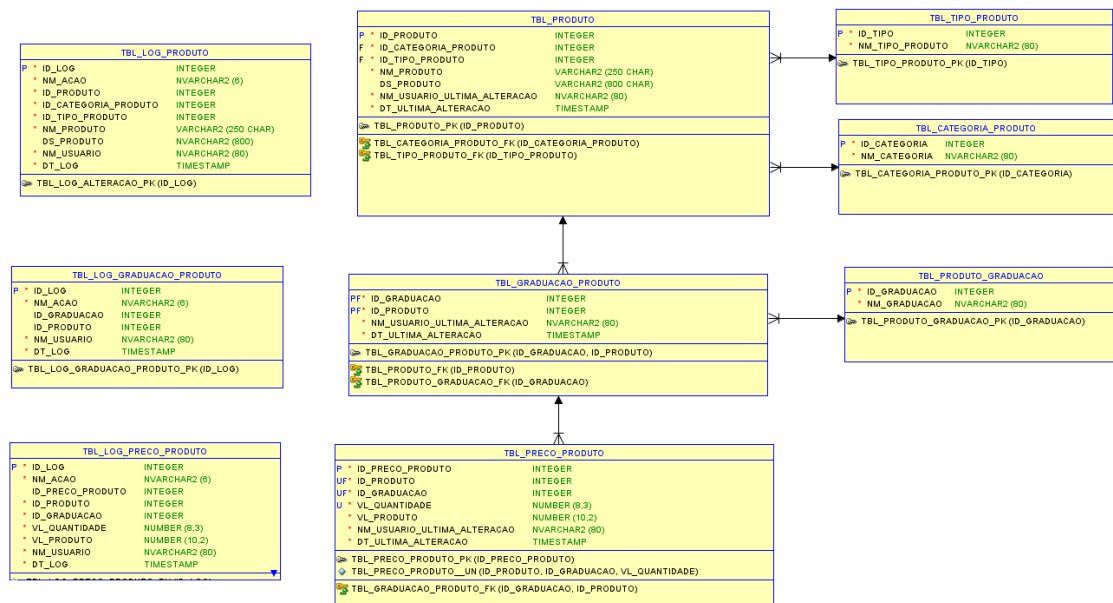 TBL_LOG_PRODUTO
P * ID_LOG INTEGER
* NM_ACAO NVARCHAR2 (6)
* ID_PRODUTO INTEGER
* ID_CATEGORIA_PRODUTO INTEGER
* ID_TIPO_PRODUTO INTEGER
* NM_PRODUTO VARCHAR2 (250 CHAR)
DS_PRODUTO NVARCHAR2 (800)
* NM_USUARIO NVARCHAR2 (80)
* DT_LOG TIMESTAMP
TBL_LOG_ALTERACAO_PK (ID_LOG)
TBL_PRODUTO
P * ID_PRODUTO INTEGER
F * ID_CATEGORIA_PRODUTO INTEGER
F * ID_TIPO_PRODUTO INTEGER
* NM_PRODUTO VARCHAR2 (250 CHAR)
DS_PRODUTO VARCHAR2 (800 CHAR)
* NM_USUARIO_ULTIMA_ALTERACAO NVARCHAR2 (80)
* DT_ULTIMA_ALTERACAO TIMESTAMP
TBL_PRODUTO_PK (ID_PRODUTO)
TBL_CATEGORIA_PRODUTO_FK (ID_CATEGORIA_PRODUTO)
TBL_TIPO_PRODUTO_FK (ID_TIPO_PRODUTO)
TBL_TIPO_PRODUTO
P * ID_TIPO INTEGER
* NM_TIPO_PRODUTO NVARCHAR2 (80)
TBL_TIPO_PRODUTO_PK (ID_TIPO)
TBL_CATEGORIA_PRODUTO
P * ID_CATEGORIA INTEGER
* NM_CATEGORIA NVARCHAR2 (80)
TBL_CATEGORIA_PRODUTO_PK (ID_CATEGORIA)
TBL_LOG_GRADUACAO_PRODUTO
P * ID_LOG INTEGER
* NM_ACAO NVARCHAR2 (6)
ID_GRADUACAO INTEGER
ID_PRODUTO INTEGER
* NM_USUARIO NVARCHAR2 (80)
* DT_LOG TIMESTAMP
TBL_LOG_GRADUACAO_PRODUTO_PK (ID_LOG)
TBL_GRADUACAO_PRODUTO
PF* ID_GRADUACAO INTEGER
PF* ID_PRODUTO INTEGER
* NM_USUARIO_ULTIMA_ALTERACAO NVARCHAR2 (80)
* DT_ULTIMA_ALTERACAO TIMESTAMP
TBL_GRADUACAO_PRODUTO_PK (ID_GRADUACAO, ID_PRODUTO)
TBL_PRODUTO_FK (ID_PRODUTO)
TBL_PRODUTO_GRADUACAO_FK (ID_GRADUACAO)
TBL_PRODUTO_GRADUACAO
P * ID_GRADUACAO INTEGER
* NM_GRADUACAO NVARCHAR2 (80)
TBL_PRODUTO_GRADUACAO_PK (ID_GRADUACAO)
TBL_LOG_PRECO_PRODUTO
P * ID_LOG INTEGER
* NM_ACAO NVARCHAR2 (6)
ID_PRECO_PRODUTO INTEGER
* ID_PRODUTO INTEGER
* ID_GRADUACAO INTEGER
* VL_QUANTIDADE NUMBER (8,3)
* VL_PRODUTO NUMBER (10,2)
* NM_USUARIO NVARCHAR2 (80)
* DT_LOG TIMESTAMP
TBL_PRECO_PRODUTO
P * ID_PRECO_PRODUTO INTEGER
UF* ID_PRODUTO INTEGER
UF* ID_GRADUACAO INTEGER
U * VL_QUANTIDADE NUMBER (8,3)
* VL_PRODUTO NUMBER (10,2)
* NM_USUARIO_ULTIMA_ALTERACAO NVARCHAR2 (80)
* DT_ULTIMA_ALTERACAO TIMESTAMP
TBL_PRECO_PRODUTO_PK (ID_PRECO_PRODUTO)
TBL_PRECO_PRODUTO__UN (ID_PRODUTO, ID_GRADUACAO, VL_QUANTIDADE)
TBL_GRADUACAO_PRODUTO_FK (ID_GRADUACAO, ID_PRODUTO)